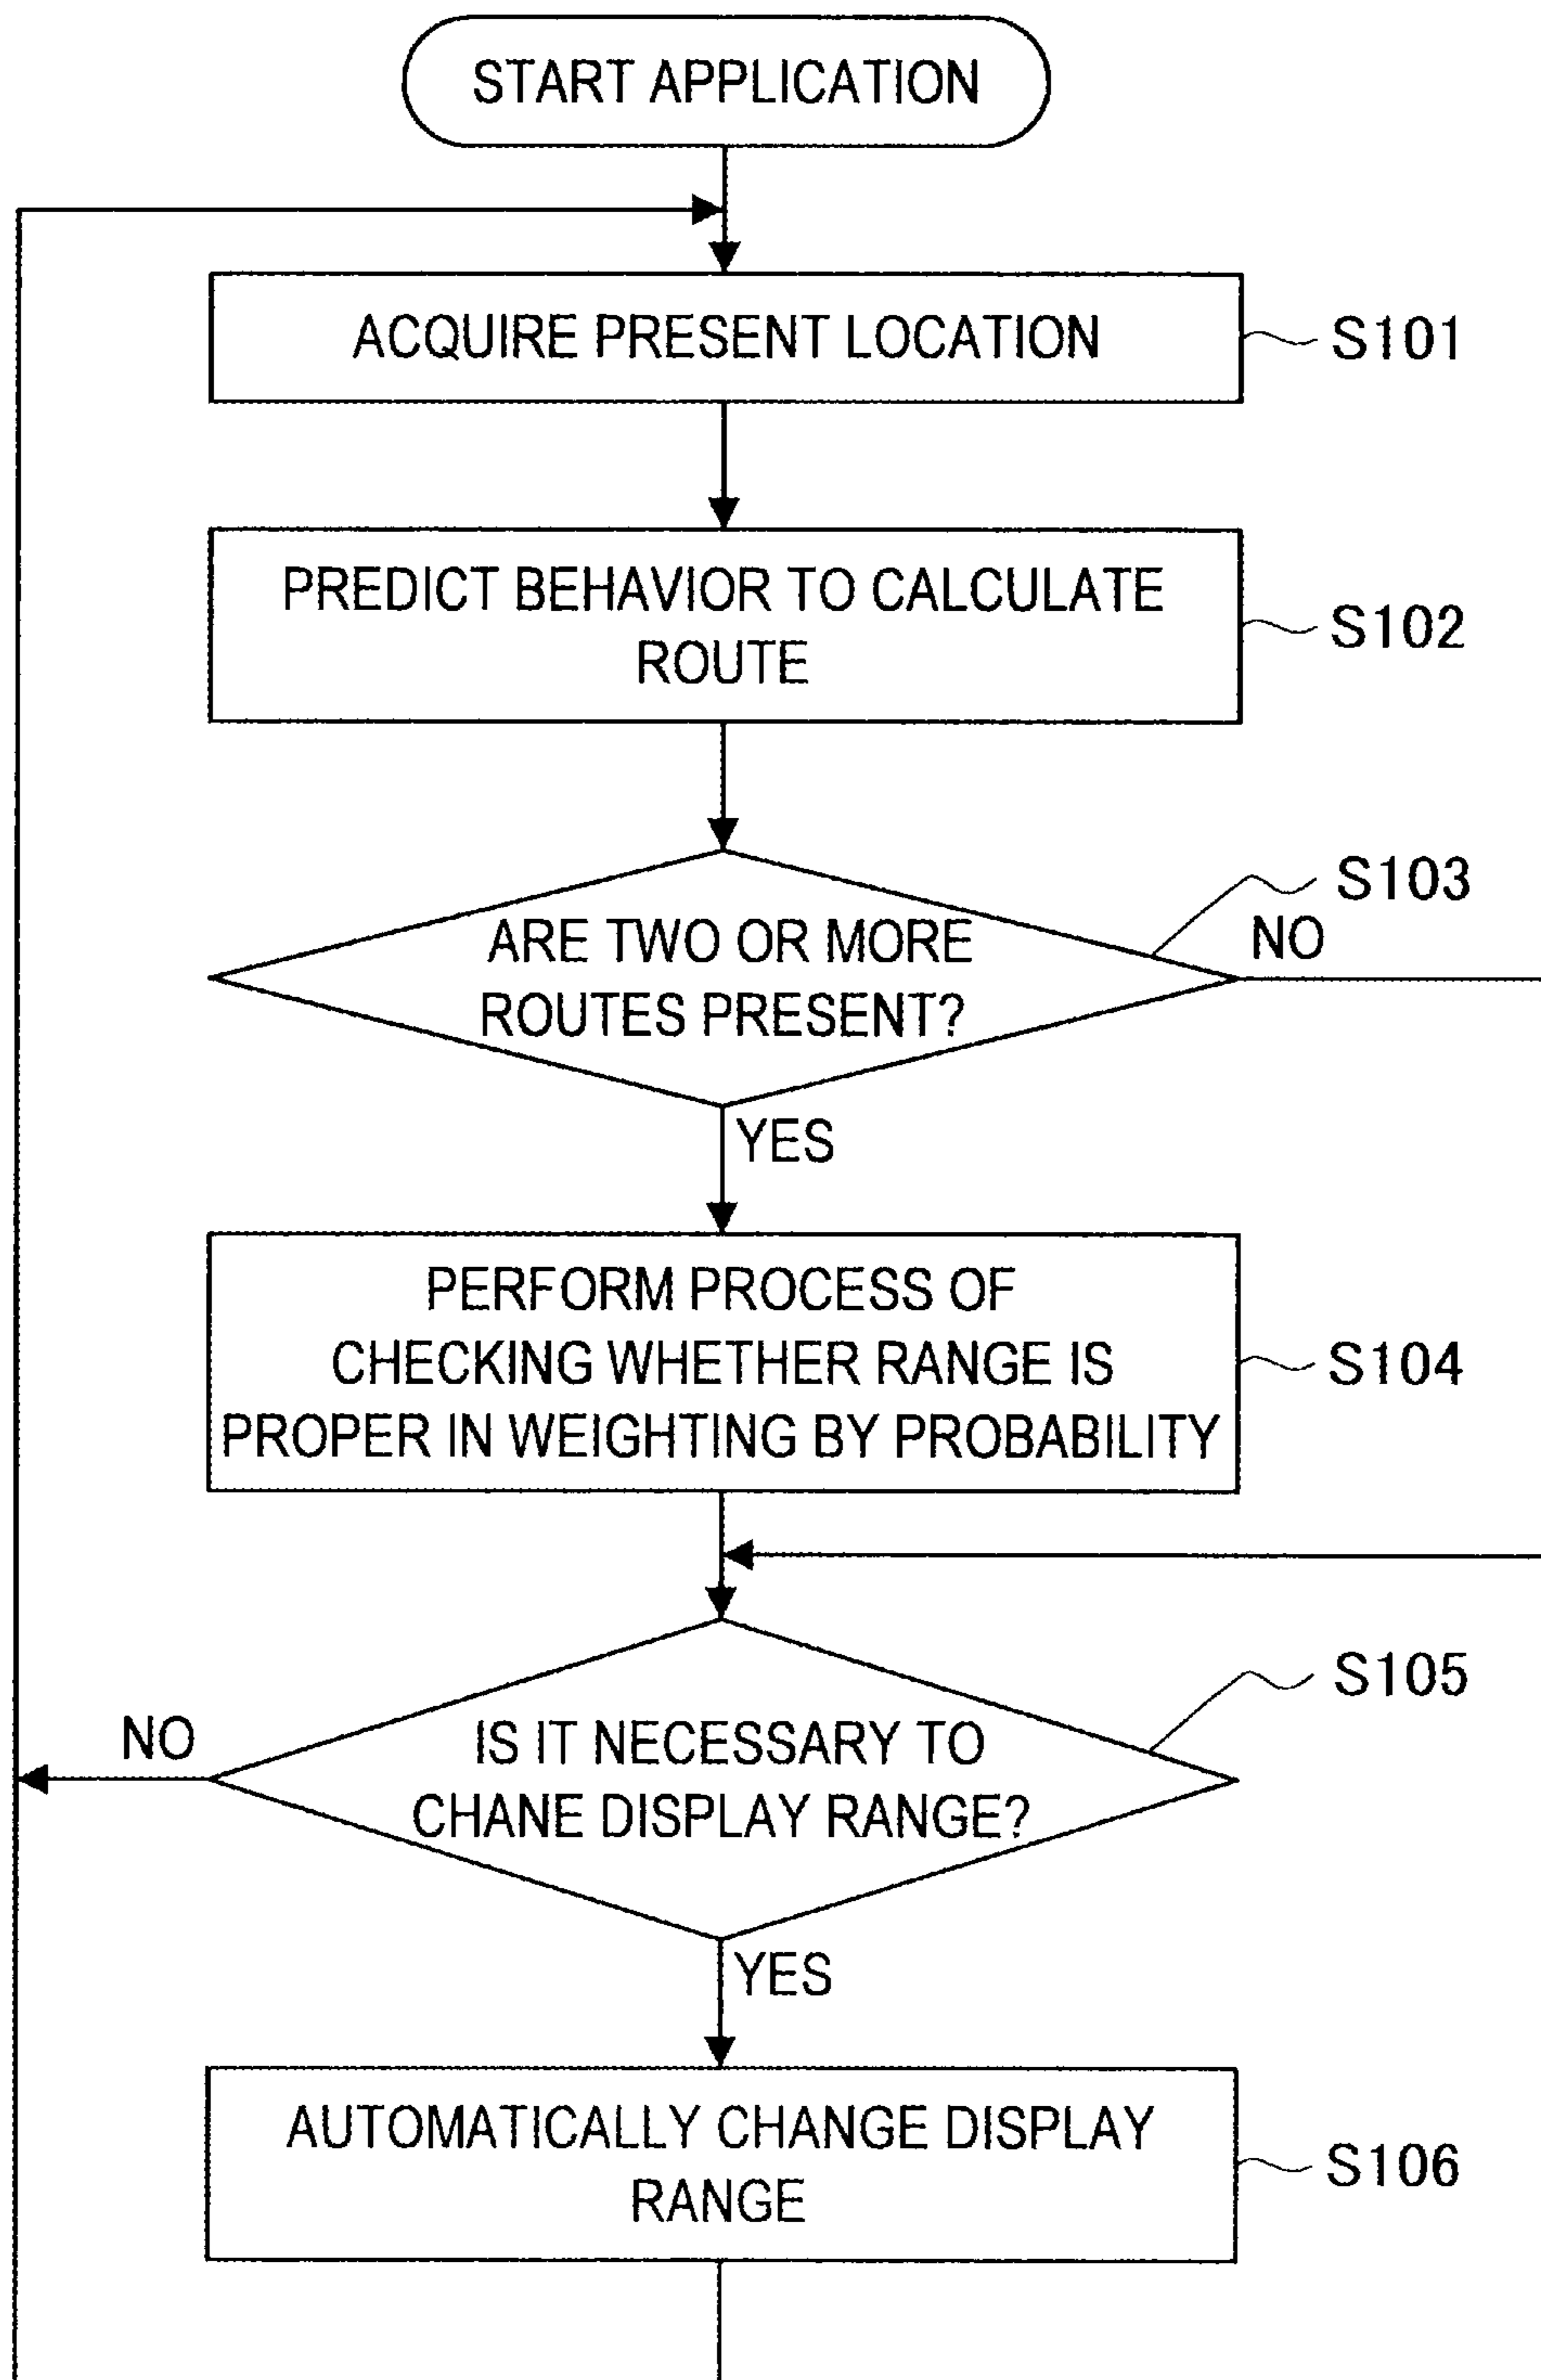 START APPLICATION
ACQUIRE PRESENT LOCATION
S101
PREDICT BEHAVIOR TO CALCULATE
ROUTE
S102
S103
ARE TWO OR MORE
ROUTES PRESENT?
NO
YES
PERFORM PROCESS OF
CHECKING WHETHER RANGE IS
PROPER IN WEIGHTING BY PROBABILITY
S104
S105
IS IT NECESSARY TO
CHANE DISPLAY RANGE?
NO
YES
AUTOMATICALLY CHANGE DISPLAY
RANGE
S106